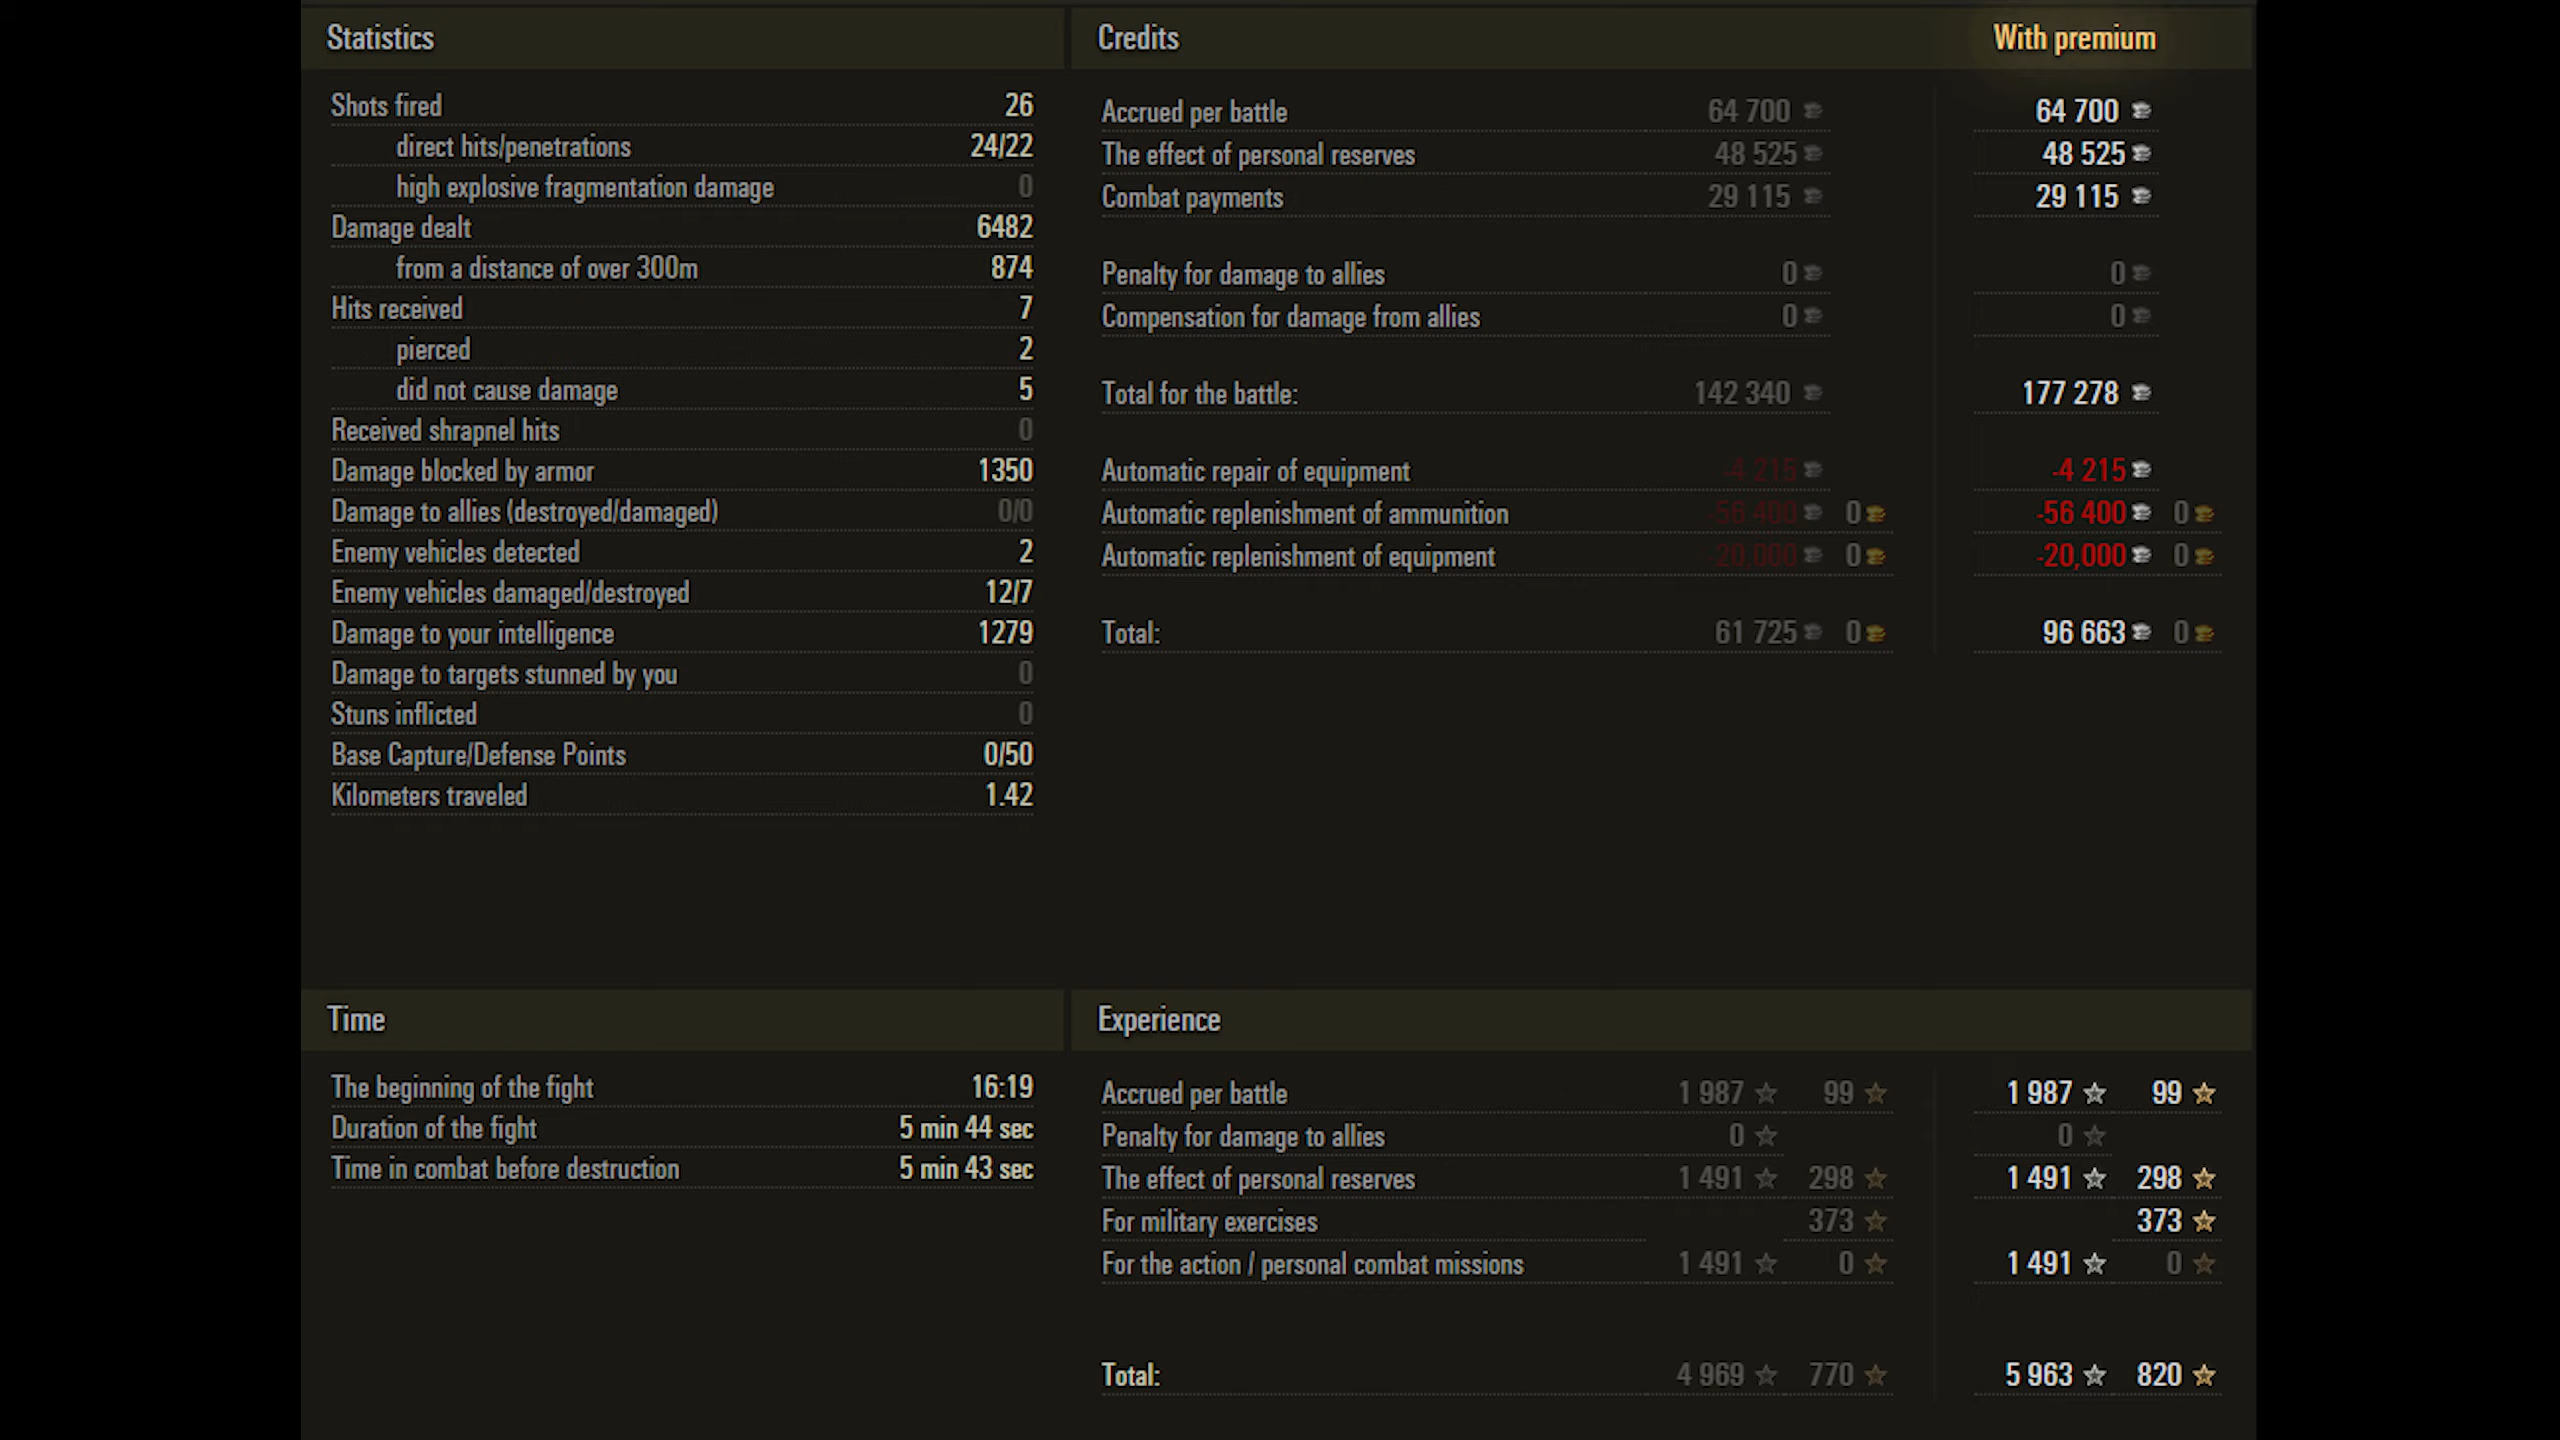 Statistics
Shots fired 26
direct hits/penetrations 24/22
high explosive fragmentation damage 0
Damage dealt 6482
from a distance of over 300m 874
Hits received 7
pierced 2
did not cause damage 5
Received shrapnel hits 0
Damage blocked by armor 1350
Damage to allies (destroyed/damaged) 0/0
Enemy vehicles detected 2
Enemy vehicles damaged/destroyed 12/7
Damage to your intelligence 1279
Damage to targets stunned by you 0
Stuns inflicted 0
Base Capture/Defense Points 0/50
Kilometers traveled 1.42
Credits With premium
Accrued per battle 64 700 64 700
The effect of personal reserves 48 525 48 525
Combat payments 29 115 29 115
Penalty for damage to allies 0 0
Compensation for damage from allies 0 0
Total for the battle: 142 340 177 278
Automatic repair of equipment -4 215 -4 215
Automatic replenishment of ammunition -56 400 0 -56 400 0
Automatic replenishment of equipment -20,000 0 -20,000 0
Total: 61 725 0 96 663 0
Time
The beginning of the fight 16:19
Duration of the fight 5 min 44 sec
Time in combat before destruction 5 min 43 sec
Experience
Accrued per battle 1 987 99 1 987 99
Penalty for damage to allies 0 0
The effect of personal reserves 1 491 298 1 491 298
For military exercises 373 373
For the action / personal combat missions 1 491 0 1 491 0
Total: 4 969 770 5 963 820